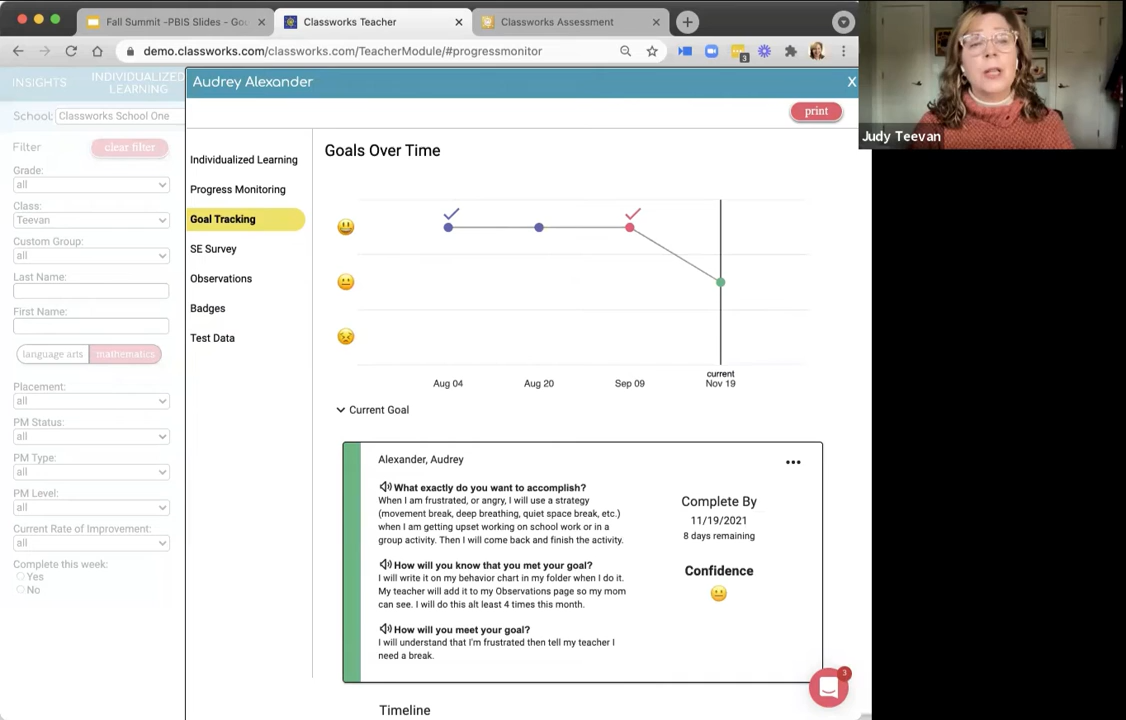 Fall Summit -PBIS Slides - Go
Classworks Teacher
Classworks Assessment
demo.classworks.com/classworks.com/TeacherModule/#progressmonitor
3
INSIGHTS
INDIVIDUALIZED
LEARNING
Audrey Alexander
X
Judy Teevan
School: Classworks School One
print
Filter
clear filter
Grade:
all
Class:
Teevan
Custom Group:
all
Last Name:
First Name:
language arts
mathematics
Placement:
all
PM Status:
all
PM Type:
all
PM Level:
all
Current Rate of Improvement:
all
Complete this week:
Yes
No
Individualized Learning
Progress Monitoring
Goal Tracking
SE Survey
Observations
Badges
Test Data
Goals Over Time
Aug 04
Aug 20
Sep 09
current
Nov 19
Current Goal
Alexander, Audrey
What exactly do you want to accomplish?
When I am frustrated, or angry, I will use a strategy
(movement break, deep breathing, quiet space break, etc.)
when I am getting upset working on school work or in a
group activity. Then I will come back and finish the activity.
How will you know that you met your goal?
I will write it on my behavior chart in my folder when I do it.
My teacher will add it to my Observations page so my mom
can see. I will do this alt least 4 times this month.
How will you meet your goal?
I will understand that I'm frustrated then tell my teacher I
need a break.
Complete By
11/19/2021
8 days remaining
Confidence
3
Timeline